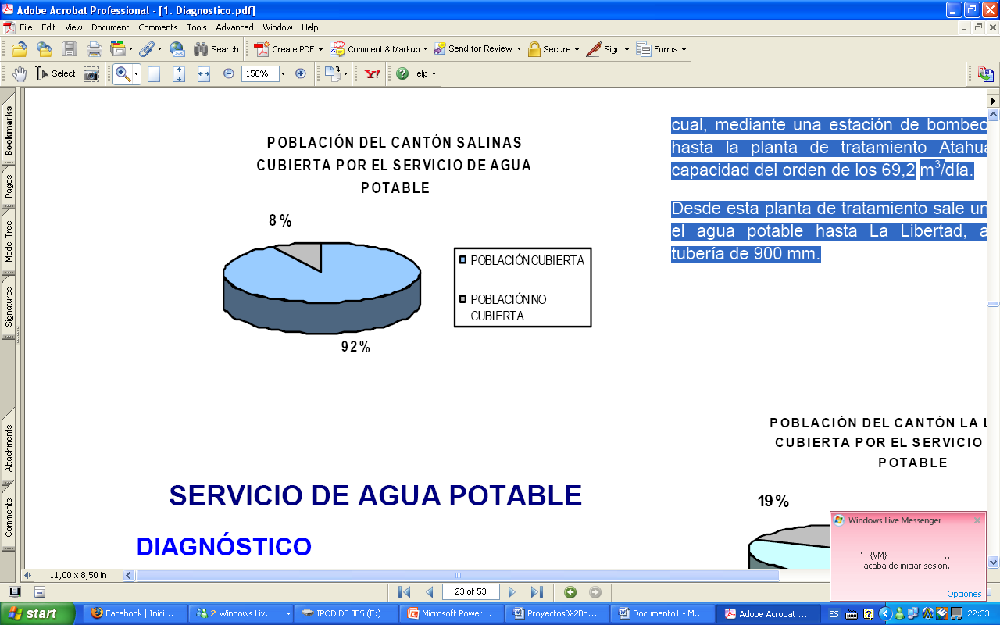 Adobe Acrobat Professional - [1. Diagnostico.pdf]
File Edit View Document Comments Tools Advanced Window Help
Search Create PDF Comment & Markup Send for Review Secure Sign Forms
Select 150% Y! Help
Bookmarks
Pages
Model Tree
Signatures
Attachments
Comments
POBLACIÓN DEL CANTÓN SALINAS
CUBIERTA POR EL SERVICIO DE AGUA
POTABLE
8%
92%
POBLACIÓN CUBIERTA
POBLACIÓN NO
CUBIERTA
SERVICIO DE AGUA POTABLE
DIAGNÓSTICO
cual, mediante una estación de bombeo
hasta la planta de tratamiento
capacidad del orden de los 69,2 m³/día.
Desde esta planta de tratamiento sale
el agua potable hasta La Libertad,
tubería de 900 mm.
POBLACIÓN DEL CANTÓN LA
CUBIERTA POR EL SERVICIO
POTABLE
19%
Windows Live Messenger
' {VM} ...
acaba de iniciar sesión.
Opciones
11,00 x 8,50 in
23 of 53
start Facebook | Inici... 2 Windows Liv... IPOD DE JES (E:) Microsoft Power... Proyectos%2Bd... Documento1 - M... Adobe Acrobat ... ES 22:33